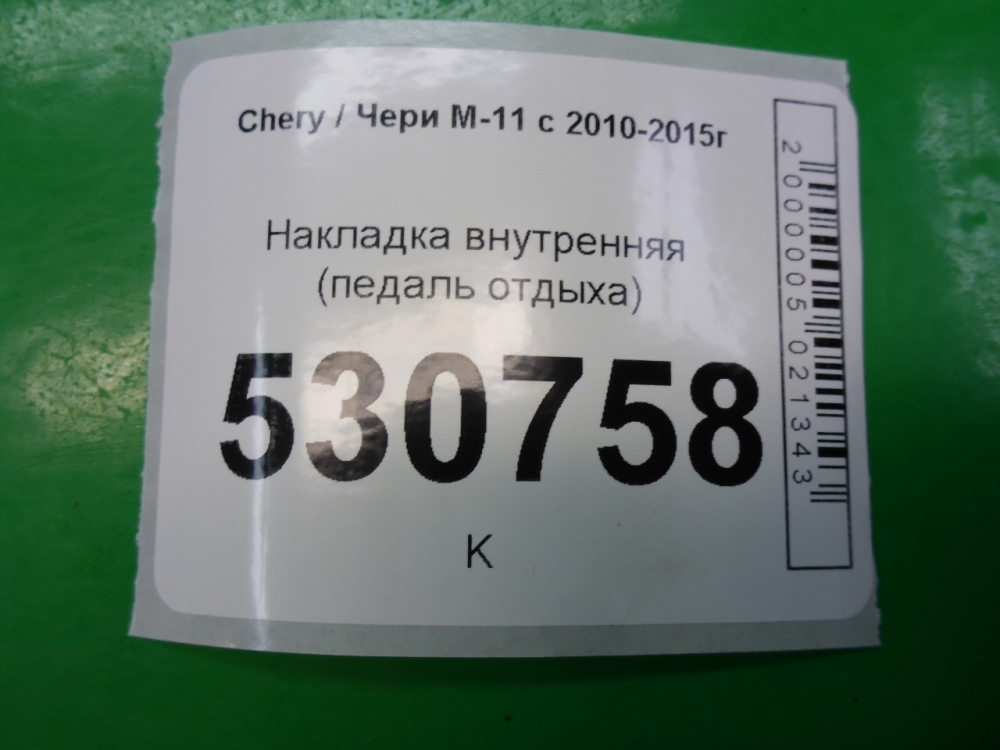 Chery / Чери М-11 с 2010-2015г
Накладка внутренняя
(педаль отдыха)
530758
К
2000005021343